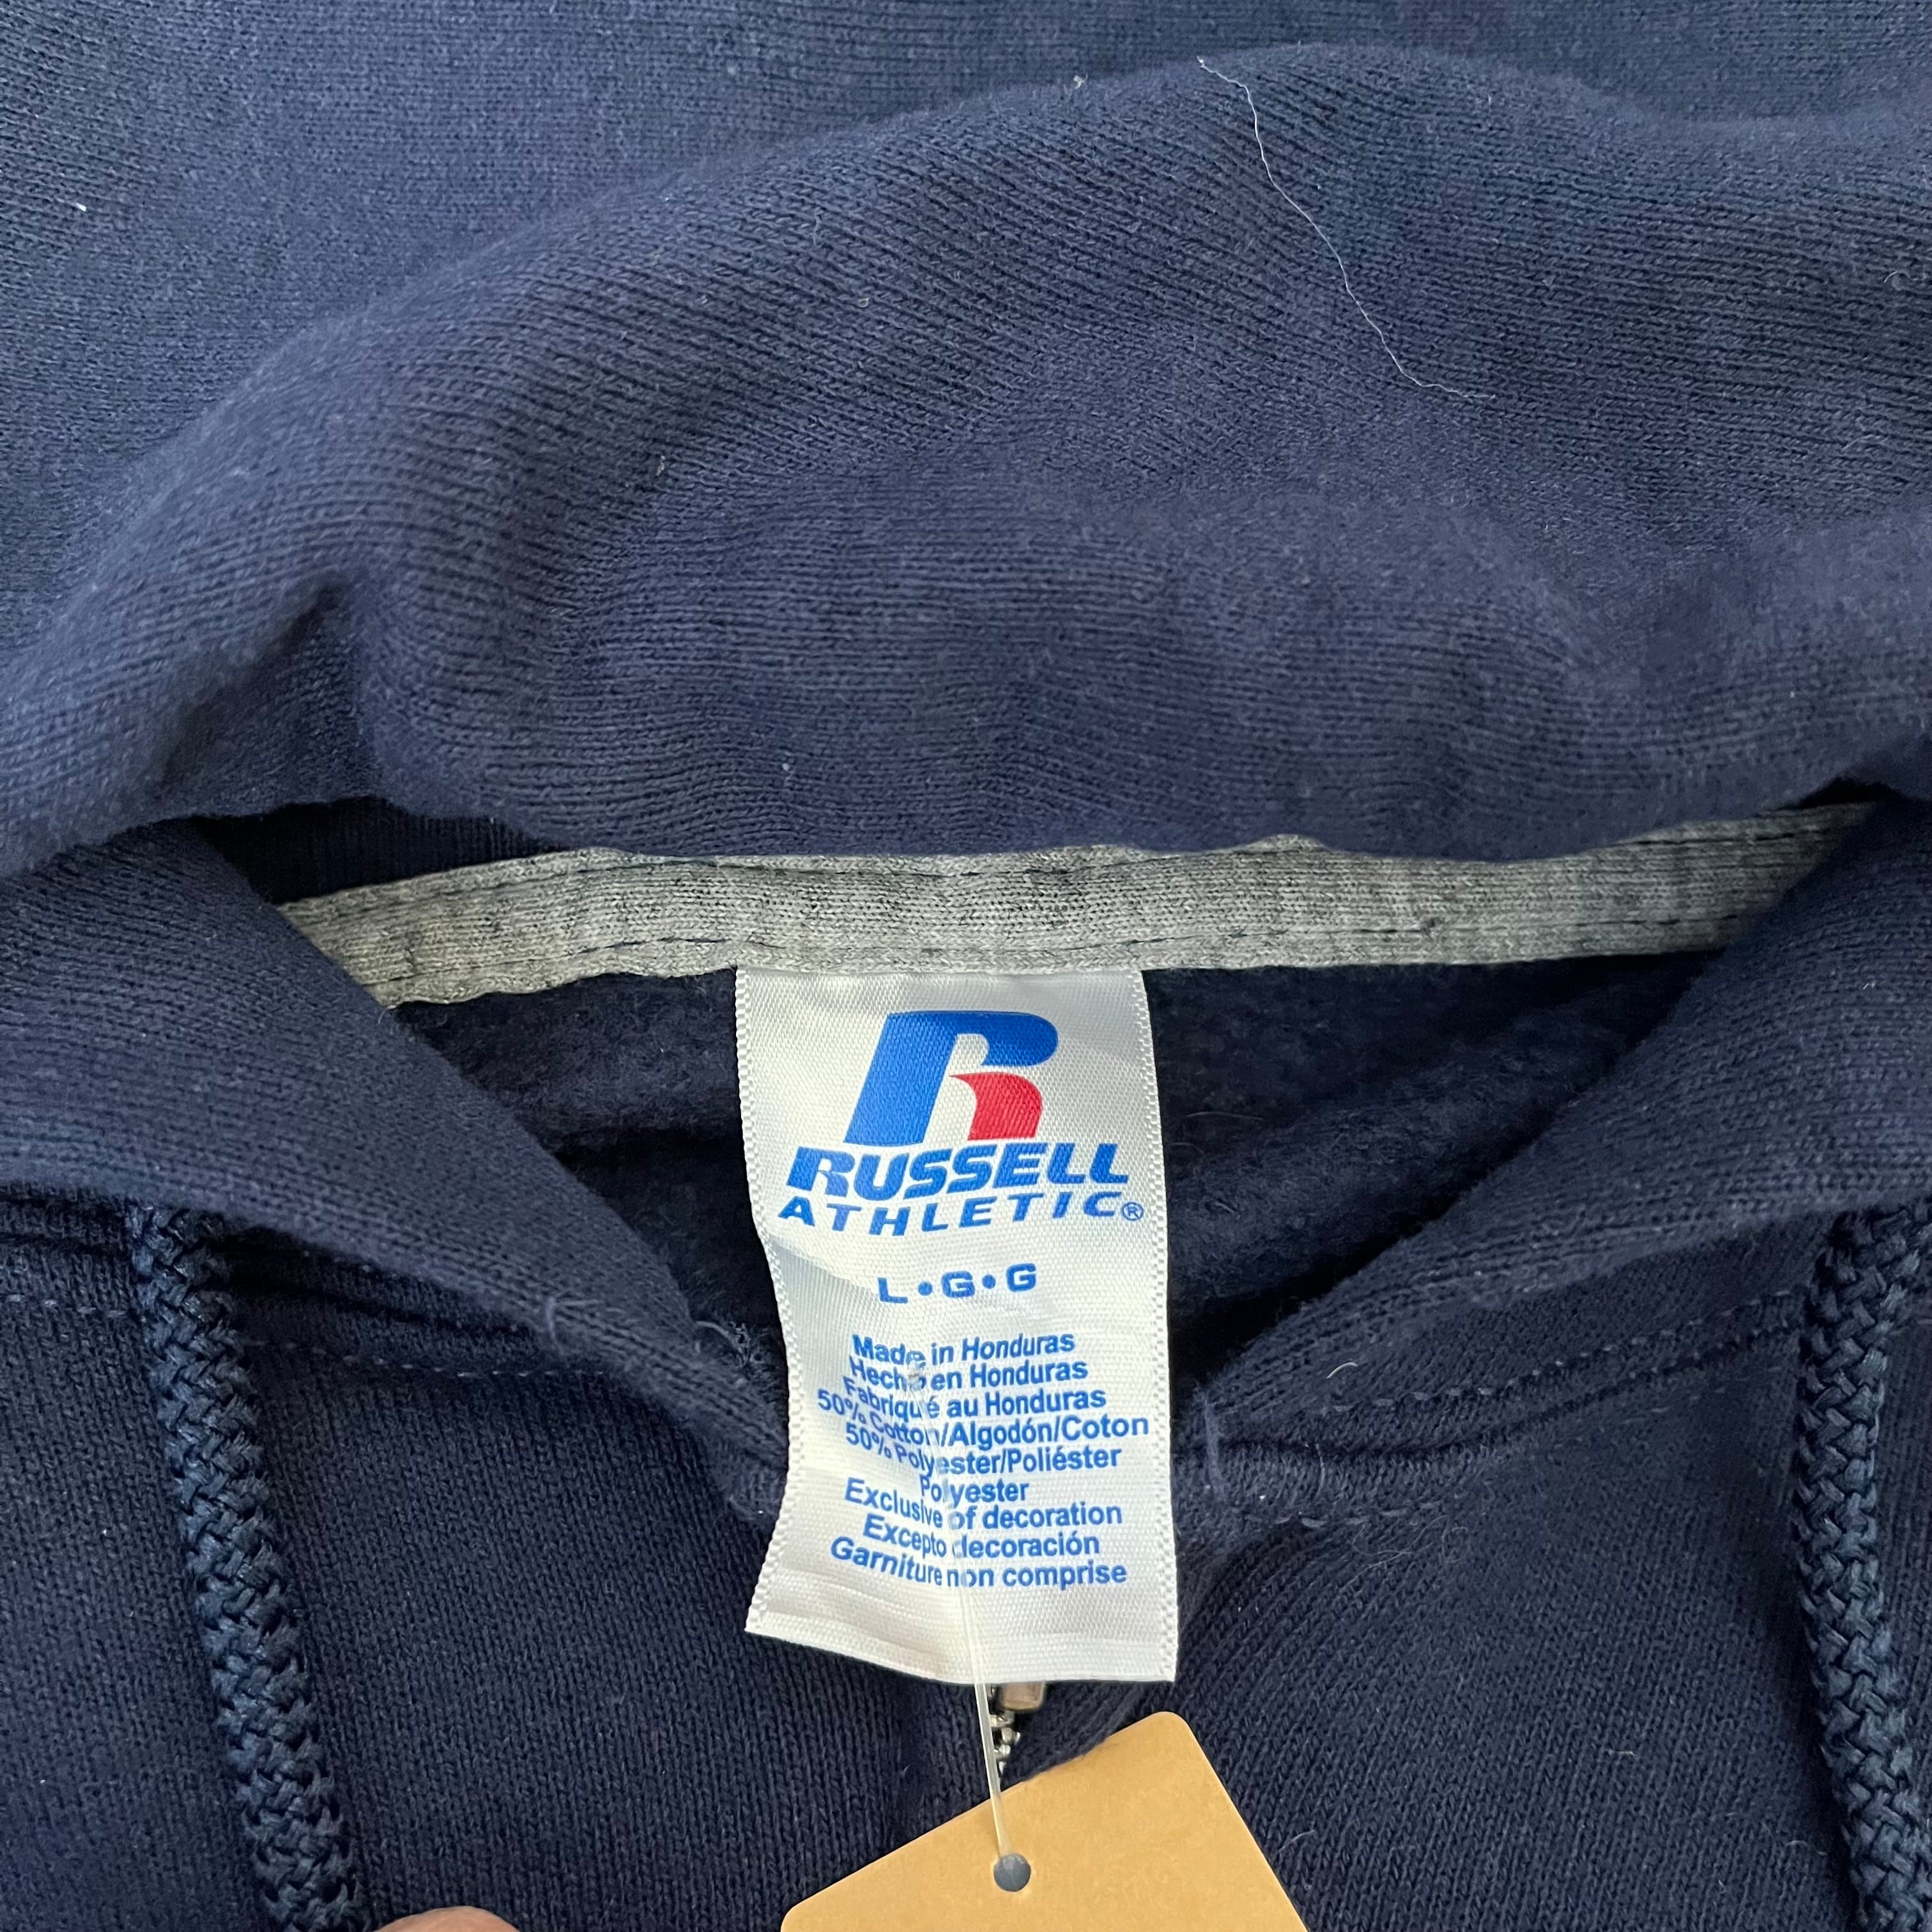 RUSSELL
ATHLETIC®
L•G•G
Made in Honduras
Hecho en Honduras
Fabriqué au Honduras
50% Cotton/Algodón/Coton
50% Polyester/Poliéster
Polyester
Exclusive of decoration
Excepto decoración
Garniture non comprise